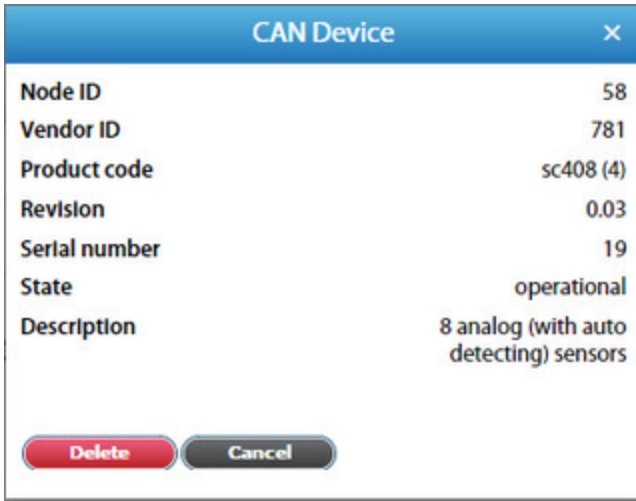 CAN Device ×
Node ID 58
Vendor ID 781
Product code sc408 (4)
Revision 0.03
Serial number 19
State operational
Description 8 analog (with auto
detecting) sensors
Delete Cancel